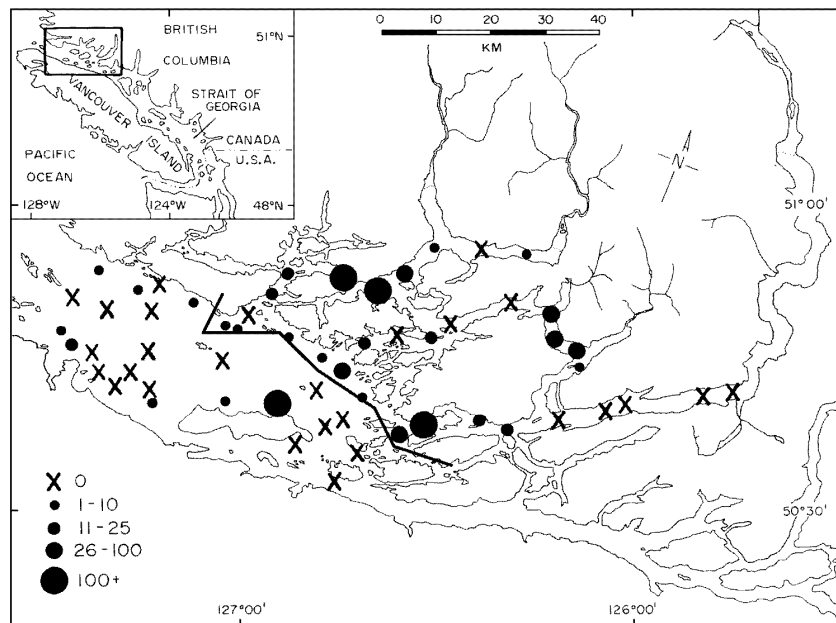 BRITISH
COLUMBIA
51°N
STRAIT OF
GEORGIA
VANCOUVER
ISLAND
CANADA
U.S.A.
PACIFIC
OCEAN
128°W
124°W
48°N
0 10 20 30 40
KM
N
51°00'
X 0
1-10
11-25
26-100
100+
50°30'
127°00'
126°00'